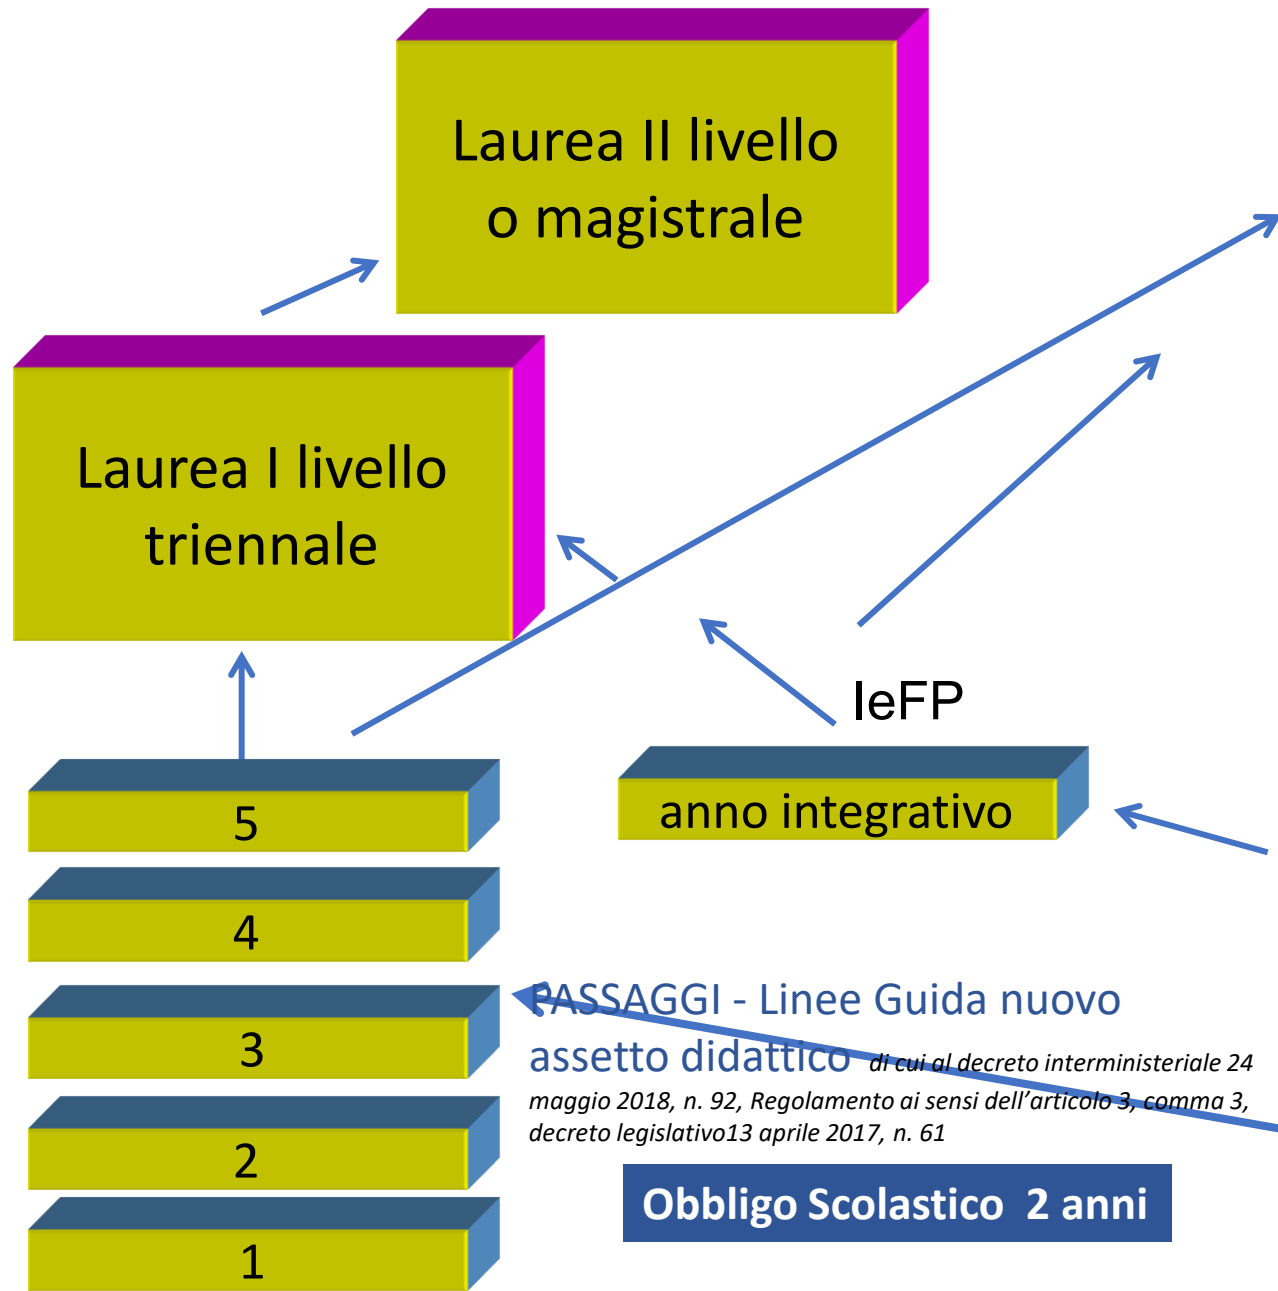 Laurea II livello
o magistrale
Laurea I livello
triennale
IeFP
anno integrativo
5
4
3
2
1
PASSAGGI - Linee Guida nuovo
assetto didattico di cui al decreto interministeriale 24
maggio 2018, n. 92, Regolamento ai sensi dell’articolo 3, comma 3,
decreto legislativo13 aprile 2017, n. 61
Obbligo Scolastico 2 anni